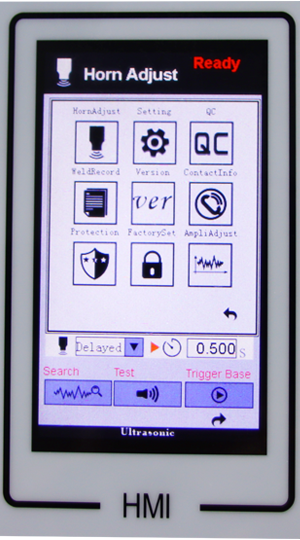 Ready
Horn Adjust
HornAdjust Setting QC
QC
WeldRecord Version ContactInfo
ver
Protection FactorySet AmpliAdjust
Delayed 0.500 S
Search Test Trigger Base
Ultrasonic
HMI